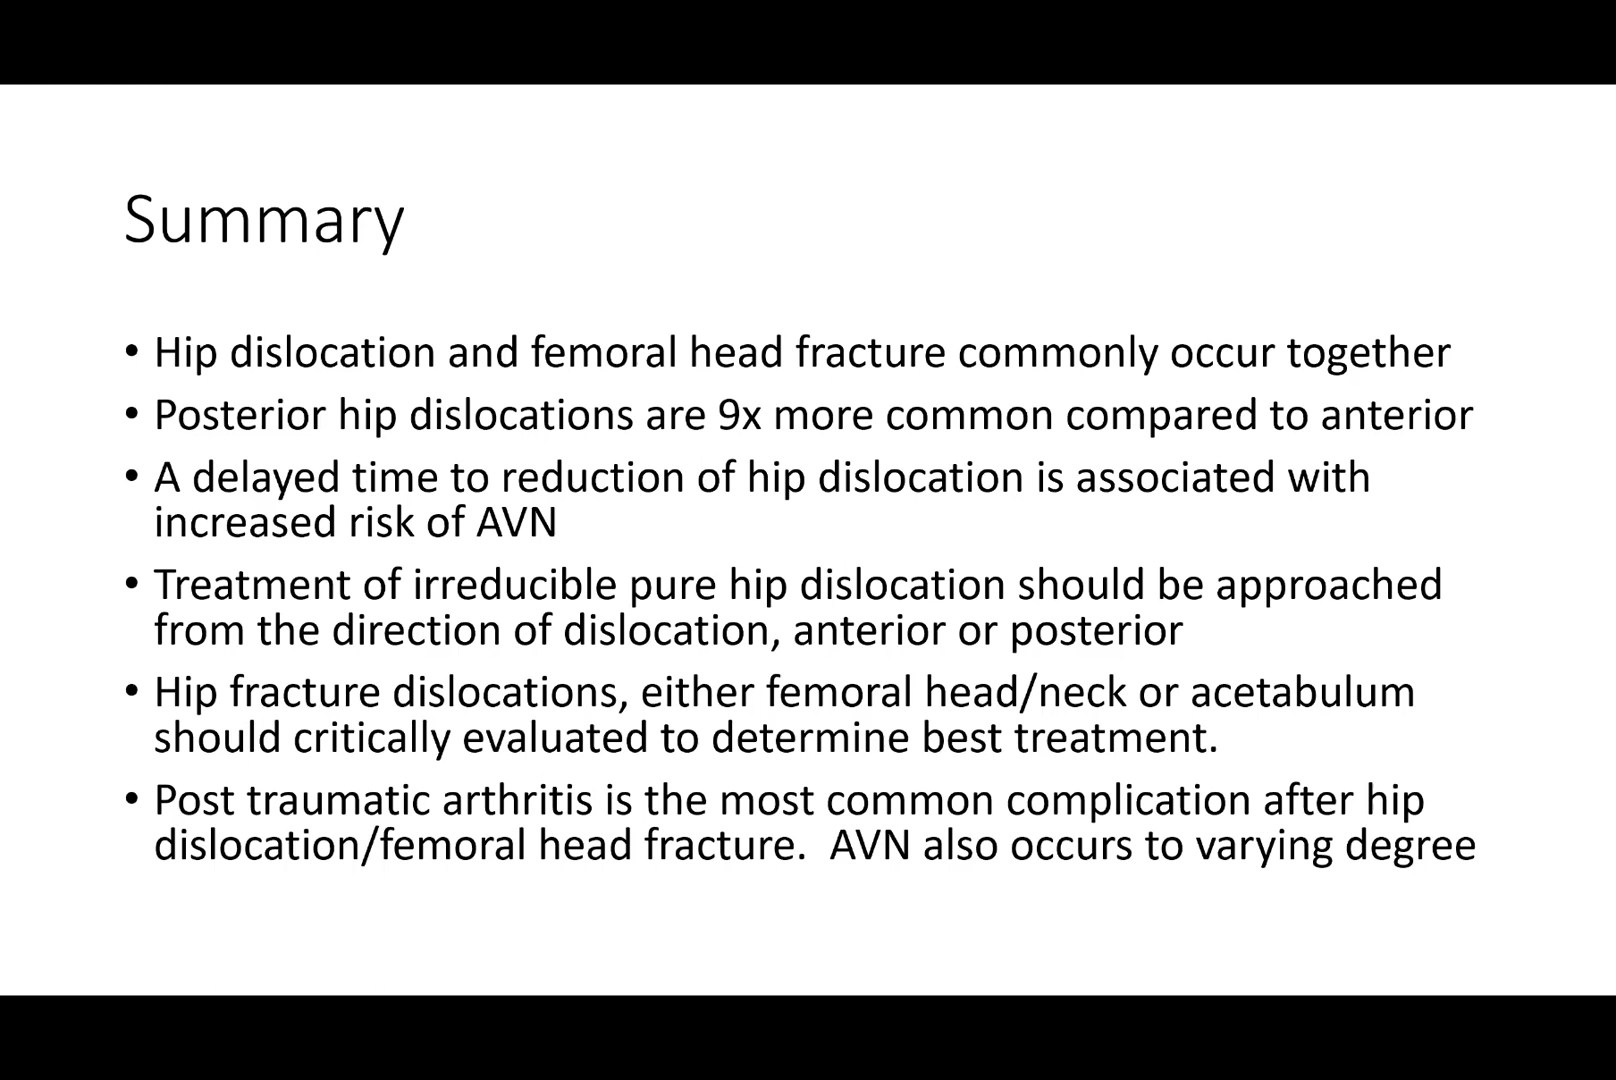 Summary
• Hip dislocation and femoral head fracture commonly occur together
• Posterior hip dislocations are 9x more common compared to anterior
• A delayed time to reduction of hip dislocation is associated with
increased risk of AVN
• Treatment of irreducible pure hip dislocation should be approached
from the direction of dislocation, anterior or posterior
• Hip fracture dislocations, either femoral head/neck or acetabulum
should critically evaluated to determine best treatment.
• Post traumatic arthritis is the most common complication after hip
dislocation/femoral head fracture.  AVN also occurs to varying degree